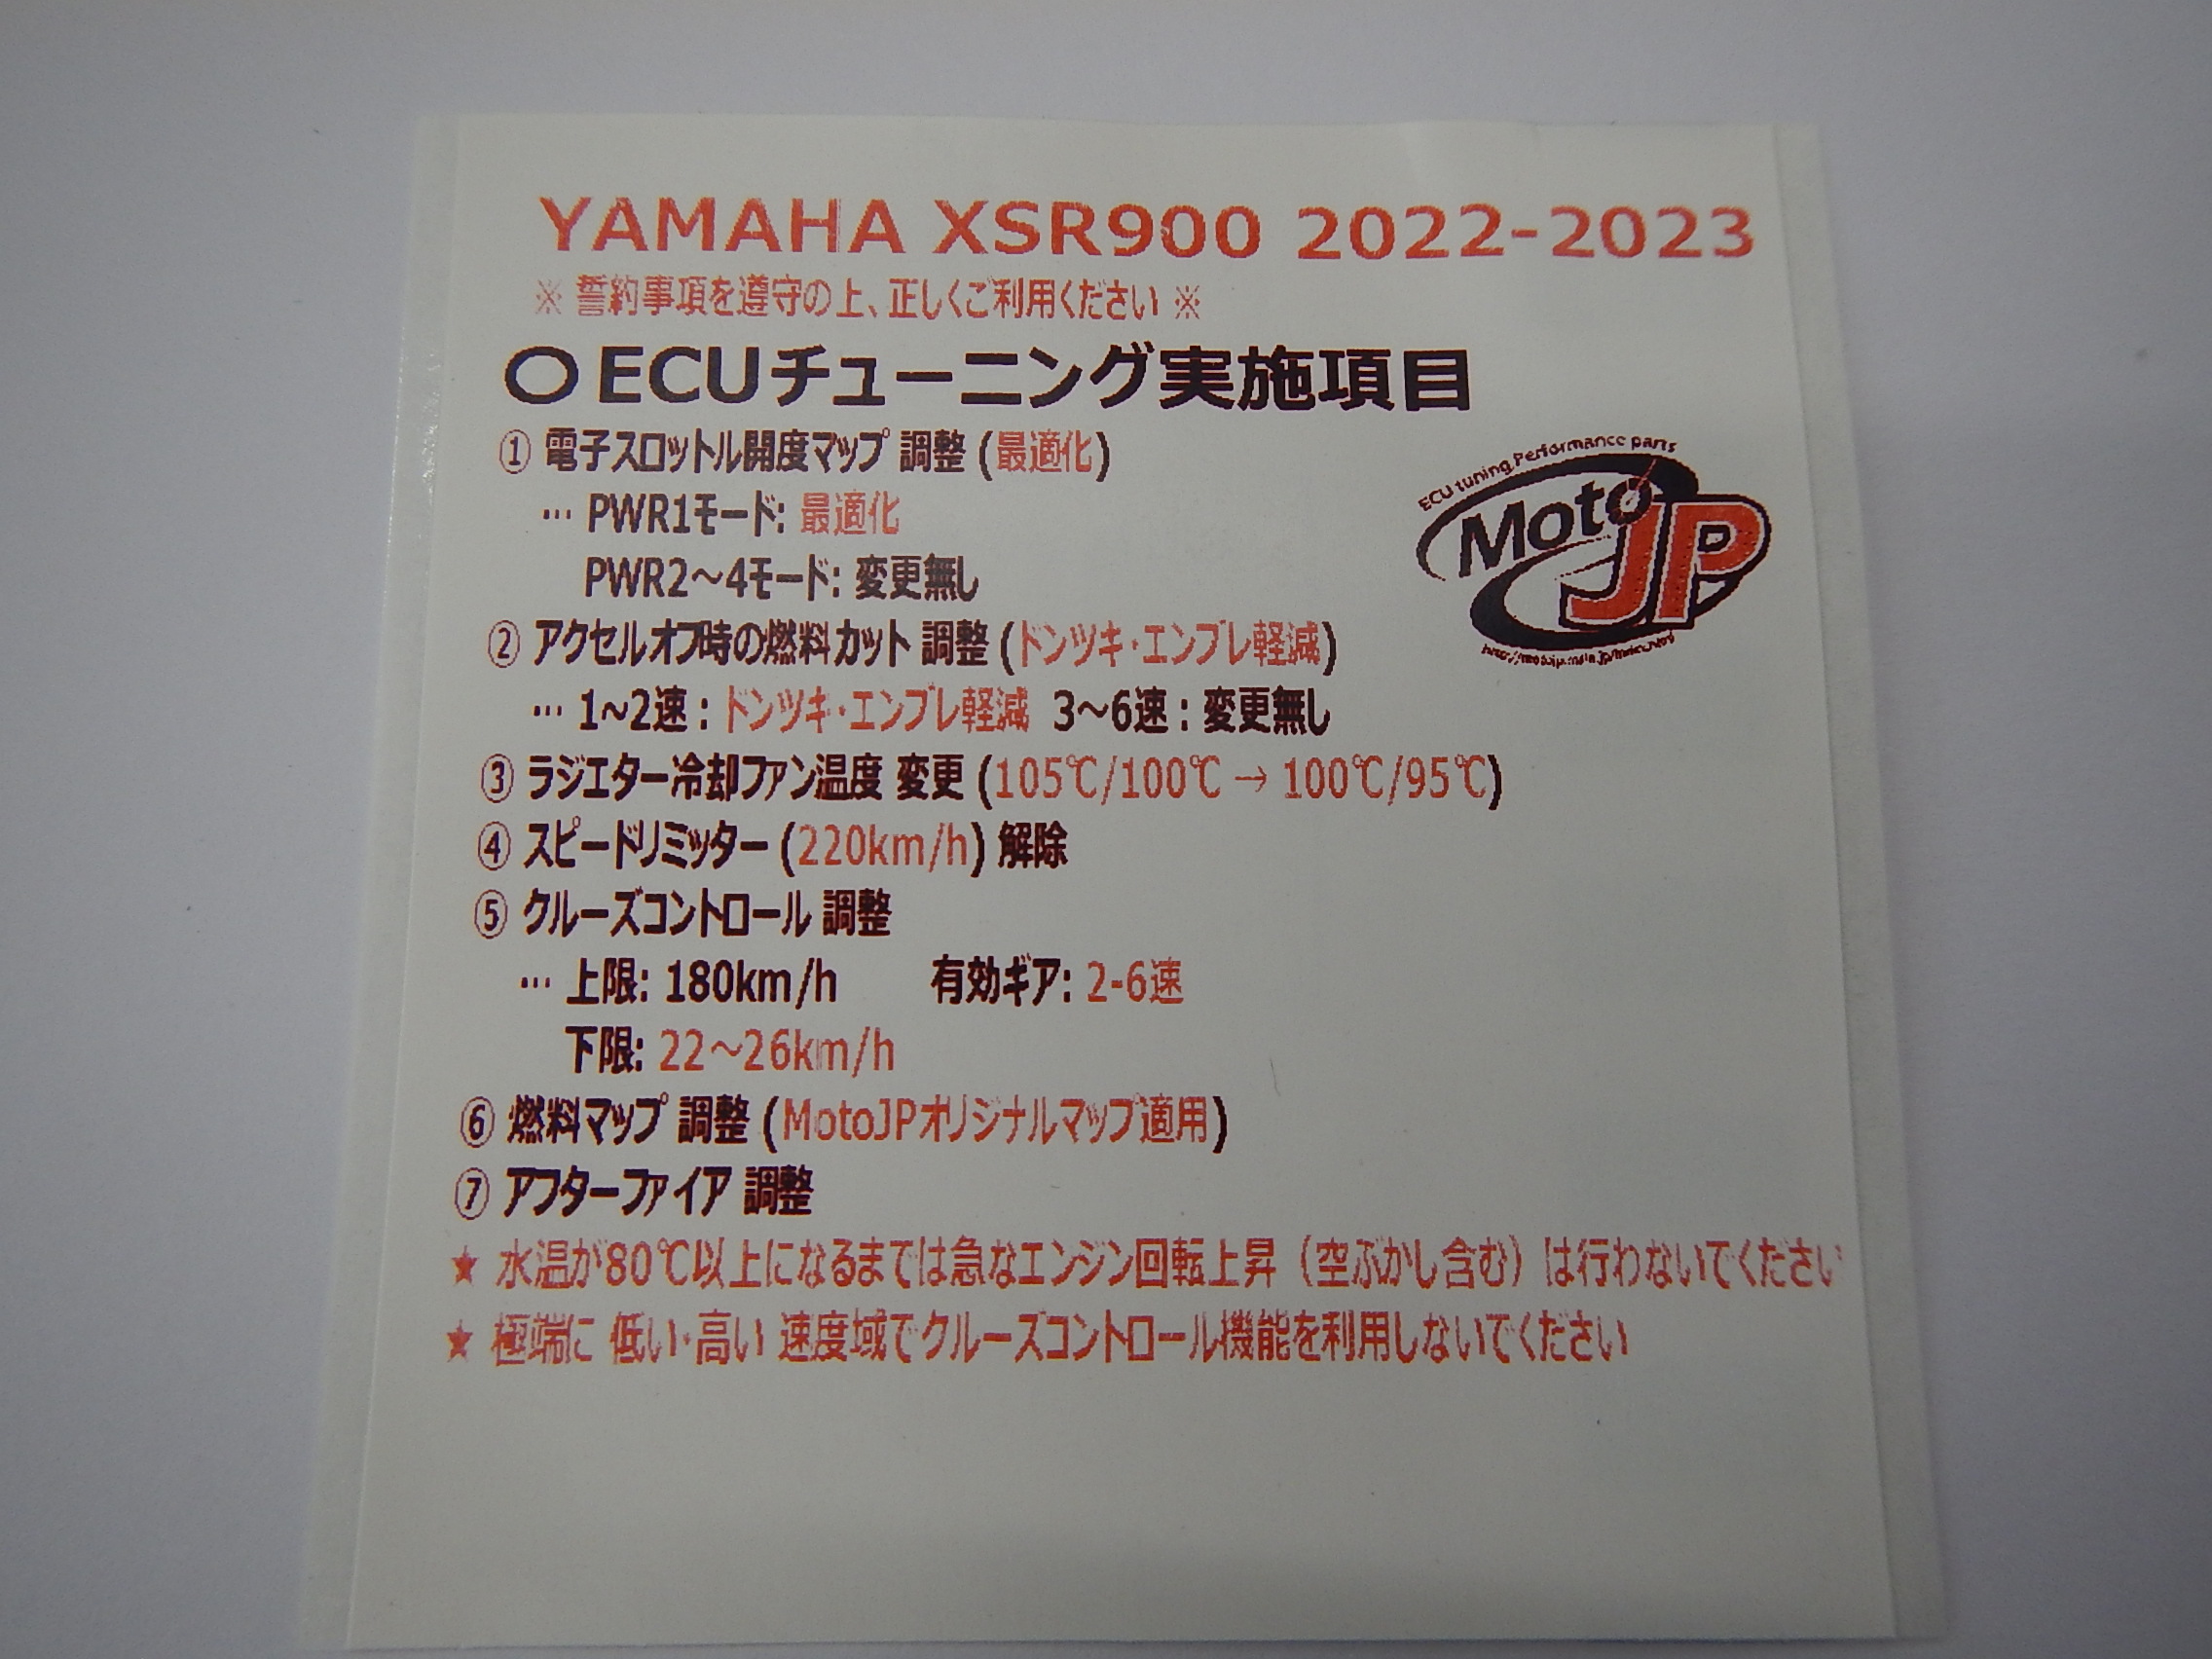 YAMAHA XSR900 2022-2023
※ 誓約事項を遵守の上、正しくご利用ください ※
〇ECUチューニング実施項目
① 電子スロットル開度マップ 調整 (最適化)
… PWR1モード: 最適化
PWR2～4モード: 変更無し
ECU tuning Performance parts
Moto JP
② アクセルオフ時の燃料カット 調整 (ドンツキ・エンブレ軽減)
… 1~2速 : ドンツキ・エンブレ軽減 3～6速 : 変更無し
③ ラジエター冷却ファン温度 変更 (105℃/100℃ → 100℃/95℃)
④ スピードリミッター (220km/h) 解除
⑤ クルーズコントロール 調整
… 上限: 180km/h 有効ギア: 2-6速
下限: 22～26km/h
⑥ 燃料マップ 調整 (MotoJPオリジナルマップ適用)
⑦ アフターファイア 調整
★ 水温が80℃以上になるまでは急なエンジン回転上昇（空ぶかし含む）は行わないでください
★ 極端に 低い・高い 速度域でクルーズコントロール機能を利用しないでください